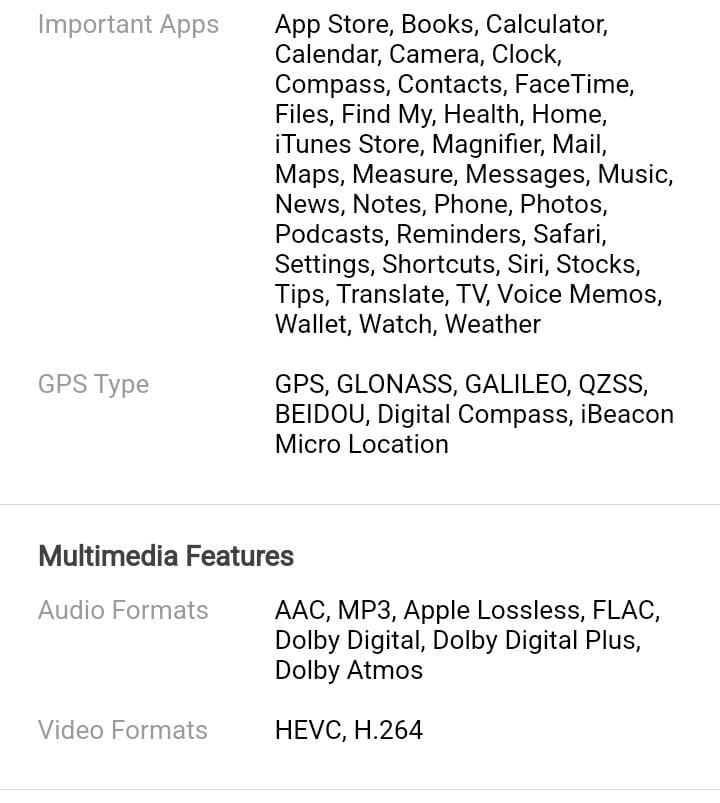 Important Apps
App Store, Books, Calculator,
Calendar, Camera, Clock,
Compass, Contacts, FaceTime,
Files, Find My, Health, Home,
iTunes Store, Magnifier, Mail,
Maps, Measure, Messages, Music,
News, Notes, Phone, Photos,
Podcasts, Reminders, Safari,
Settings, Shortcuts, Siri, Stocks,
Tips, Translate, TV, Voice Memos,
Wallet, Watch, Weather
GPS Type
GPS, GLONASS, GALILEO, QZSS,
BEIDOU, Digital Compass, iBeacon
Micro Location
Multimedia Features
Audio Formats
AAC, MP3, Apple Lossless, FLAC,
Dolby Digital, Dolby Digital Plus,
Dolby Atmos
Video Formats
HEVC, H.264